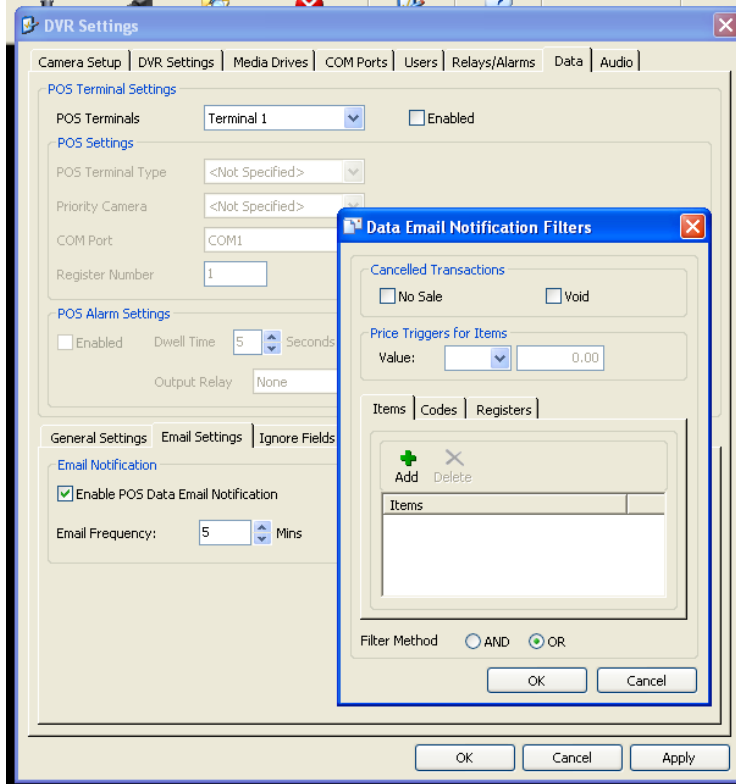 DVR Settings
Camera Setup DVR Settings Media Drives COM Ports Users Relays/Alarms Data Audio
POS Terminal Settings
POS Terminals Terminal 1 Enabled
POS Settings
POS Terminal Type <Not Specified>
Priority Camera <Not Specified>
COM Port COM1
Register Number 1
POS Alarm Settings
Enabled Dwell Time 5 Seconds
Output Relay None
General Settings Email Settings Ignore Fields
Email Notification
Enable POS Data Email Notification
Email Frequency: 5 Mins
Data Email Notification Filters
Cancelled Transactions
No Sale Void
Price Triggers for Items
Value: 0.00
Items Codes Registers
Add Delete
Items
Filter Method AND OR
OK Cancel
OK Cancel Apply